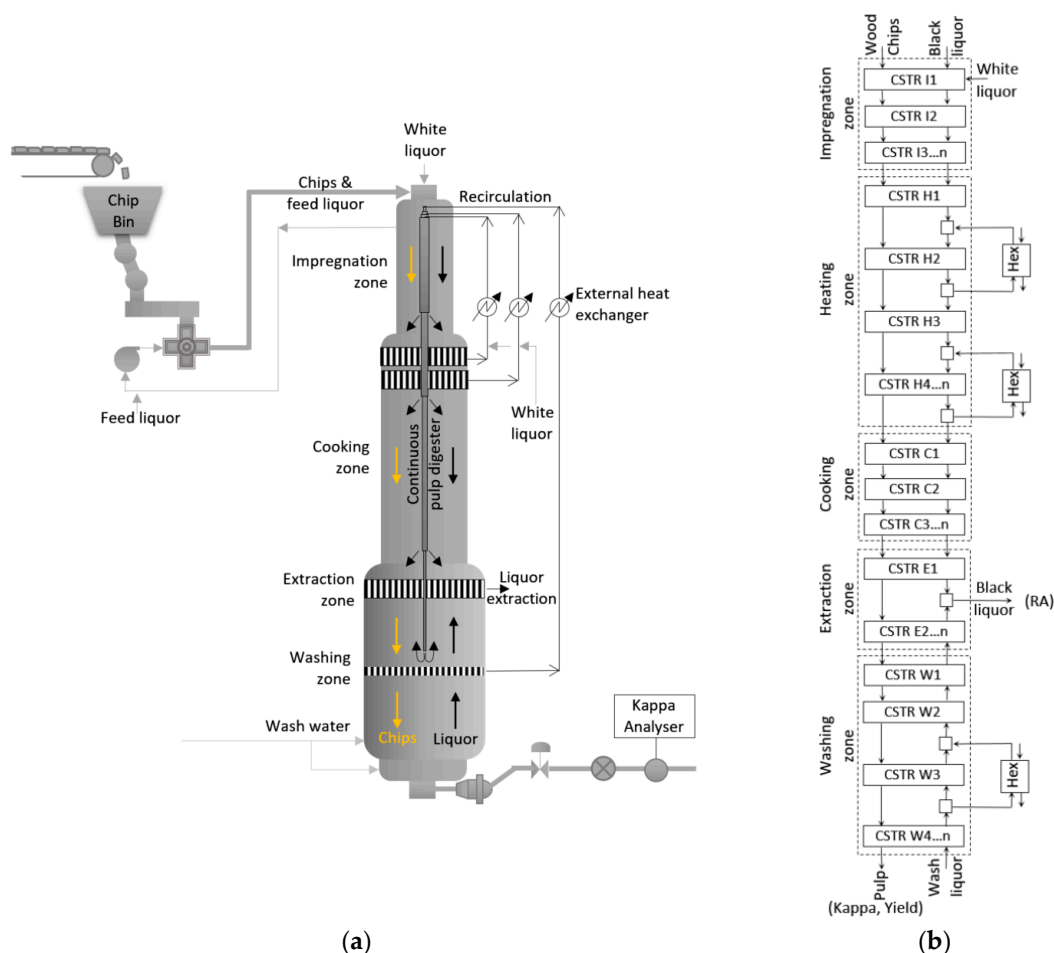 White
liquor
Chips &
feed liquor
Recirculation
Chip
Bin
Impregnation
zone
External heat
exchanger
Feed liquor
White
liquor
Cooking
zone
Continuous
pulp digester
Extraction
zone
Liquor
extraction
Washing
zone
Kappa
Analyser
Wash water
Chips
Liquor
(a)
Wood
Chips
Black
liquor
White
liquor
Impregnation
zone
CSTR I1
CSTR I2
CSTR I3...n
Heating
zone
CSTR H1
Hex
CSTR H2
CSTR H3
Hex
CSTR H4...n
Cooking
zone
CSTR C1
CSTR C2
CSTR C3...n
Extraction
zone
CSTR E1
Black
liquor
(RA)
CSTR E2...n
Washing
zone
CSTR W1
CSTR W2
Hex
CSTR W3
CSTR W4...n
Pulp
Wash
liquor
(Kappa, Yield)
(b)